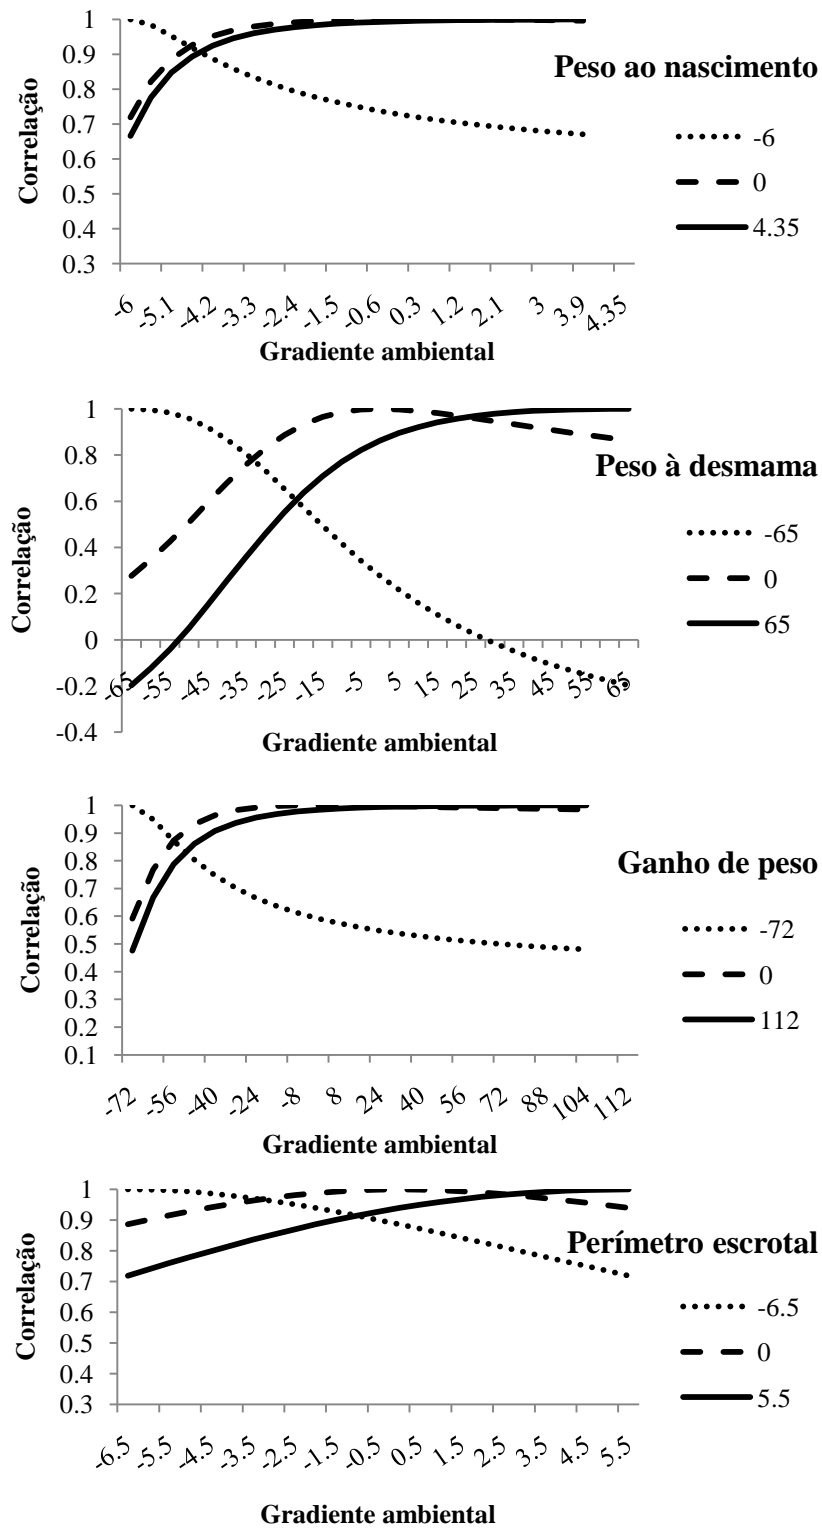 1
0.9
0.8
0.7
0.6
0.5
0.4
0.3
Correlação
Peso ao nascimento
-6
0
4.35
-6 -5.1 -4.2 -3.3 -2.4 -1.5 -0.6 0.3 1.2 2.1 3 3.9 4.35
Gradiente ambiental
1
0.8
0.6
0.4
0.2
0
-0.2
-0.4
Correlação
Peso à desmama
-65
0
65
-65 -55 -45 -35 -25 -15 -5 5 15 25 35 45 55 65
Gradiente ambiental
1
0.9
0.8
0.7
0.6
0.5
0.4
0.3
0.2
0.1
Correlação
Ganho de peso
-72
0
112
-72 -56 -40 -24 -8 8 24 40 56 72 88 104 112
Gradiente ambiental
1
0.9
0.8
0.7
0.6
0.5
0.4
0.3
Correlação
Perímetro escrotal
-6.5
0
5.5
-6.5 -5.5 -4.5 -3.5 -2.5 -1.5 -0.5 0.5 1.5 2.5 3.5 4.5 5.5
Gradiente ambiental